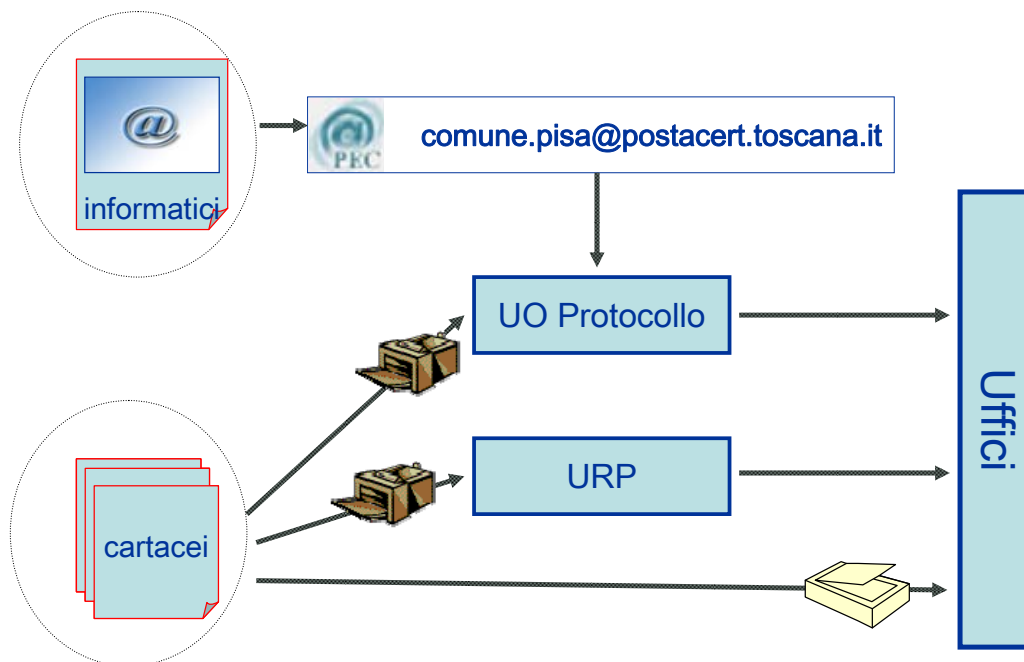 @
informatici
@
PEC
comune.pisa@postacert.toscana.it
UO Protocollo
URP
cartacei
Uffici